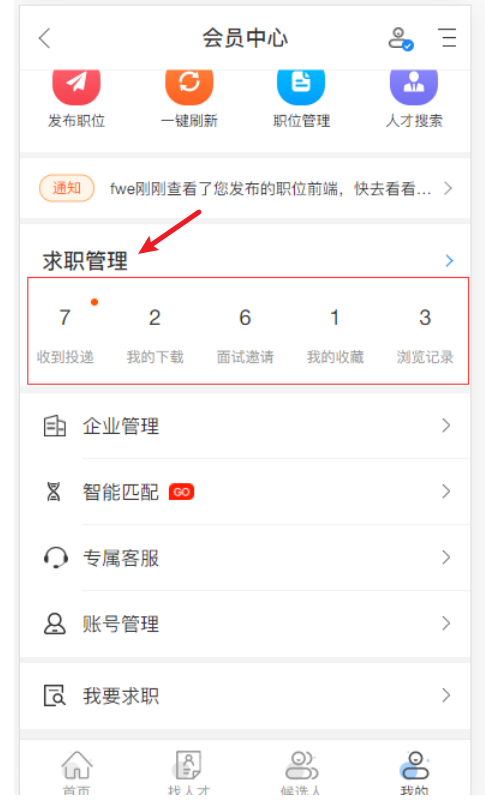 会员中心
发布职位 一键刷新 职位管理 人才搜索
通知 fwe刚刚查看了您发布的职位前端，快去看看...
求职管理
7 2 6 1 3
收到投递 我的下载 面试邀请 我的收藏 浏览记录
企业管理
智能匹配 GO
专属客服
账号管理
我要求职
首页 找人才 候选人 我的